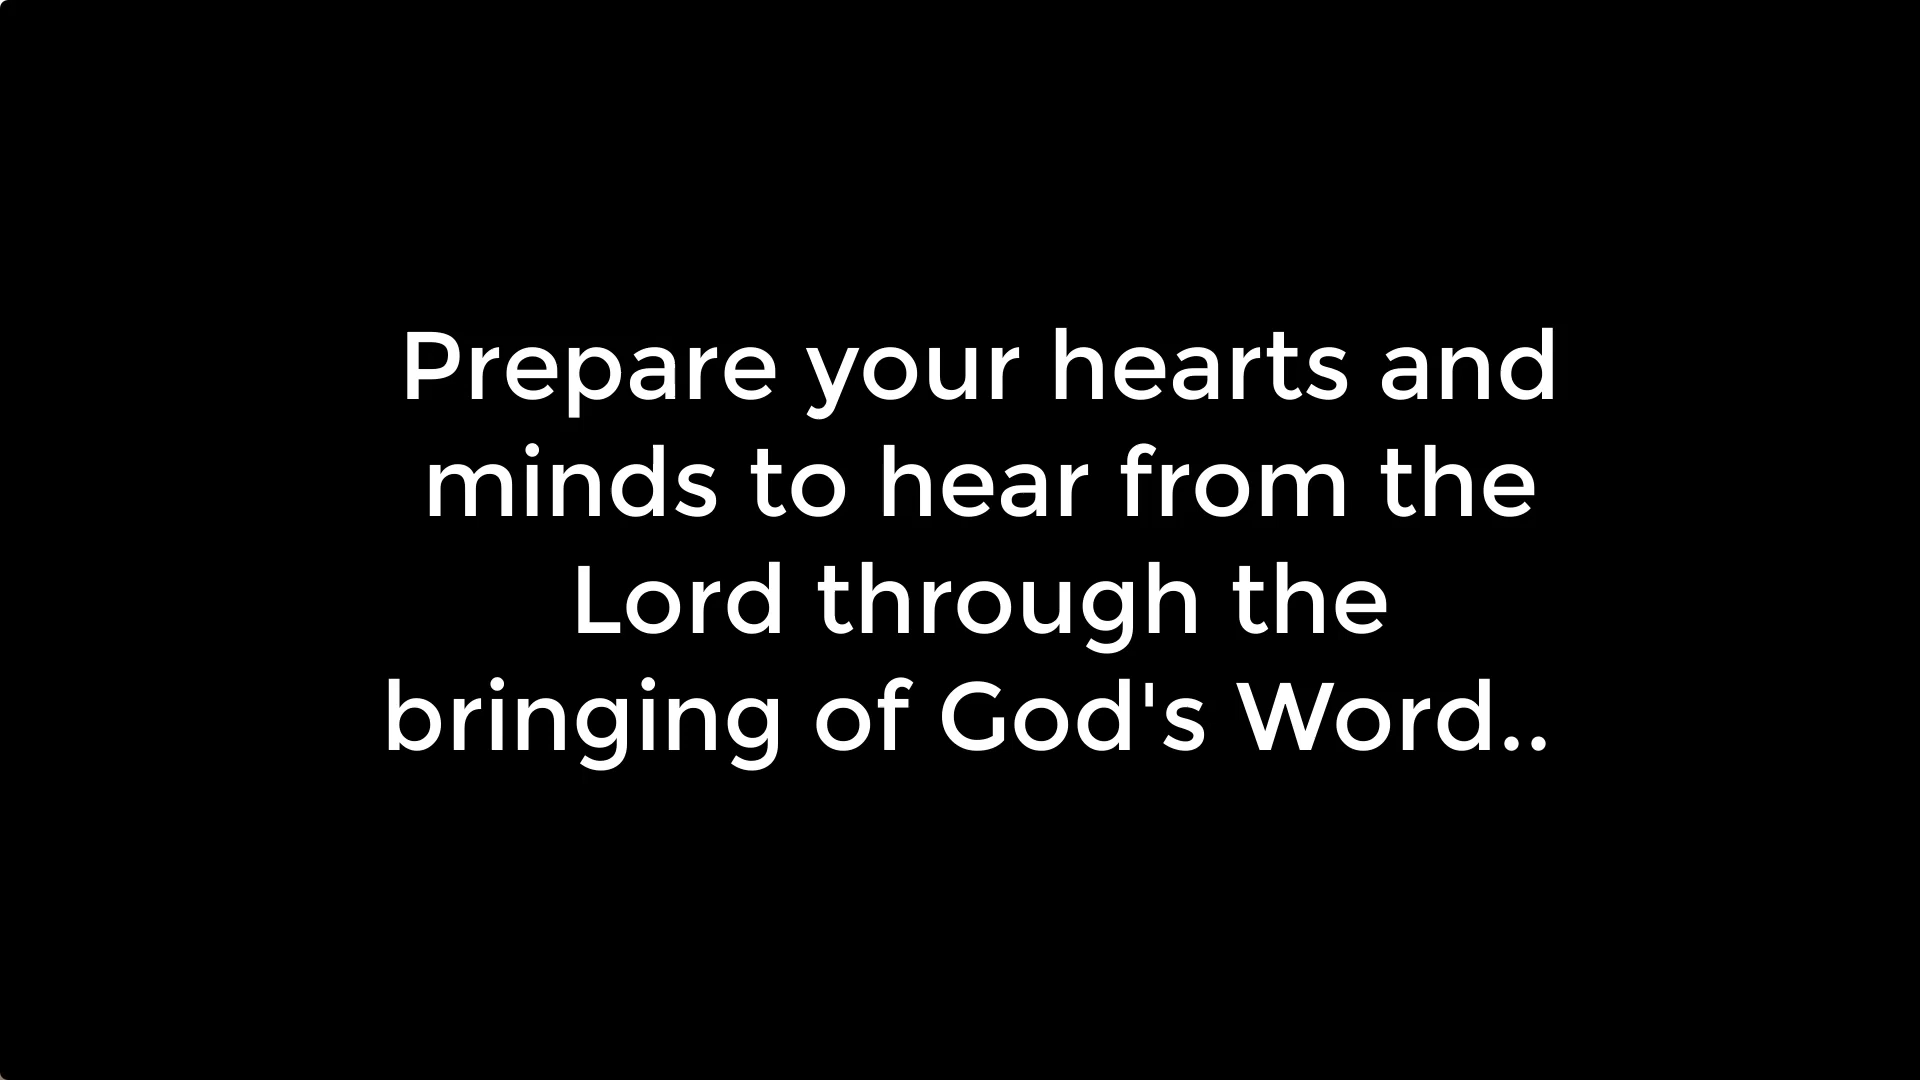 Prepare your hearts and
minds to hear from the
Lord through the
bringing of God's Word..